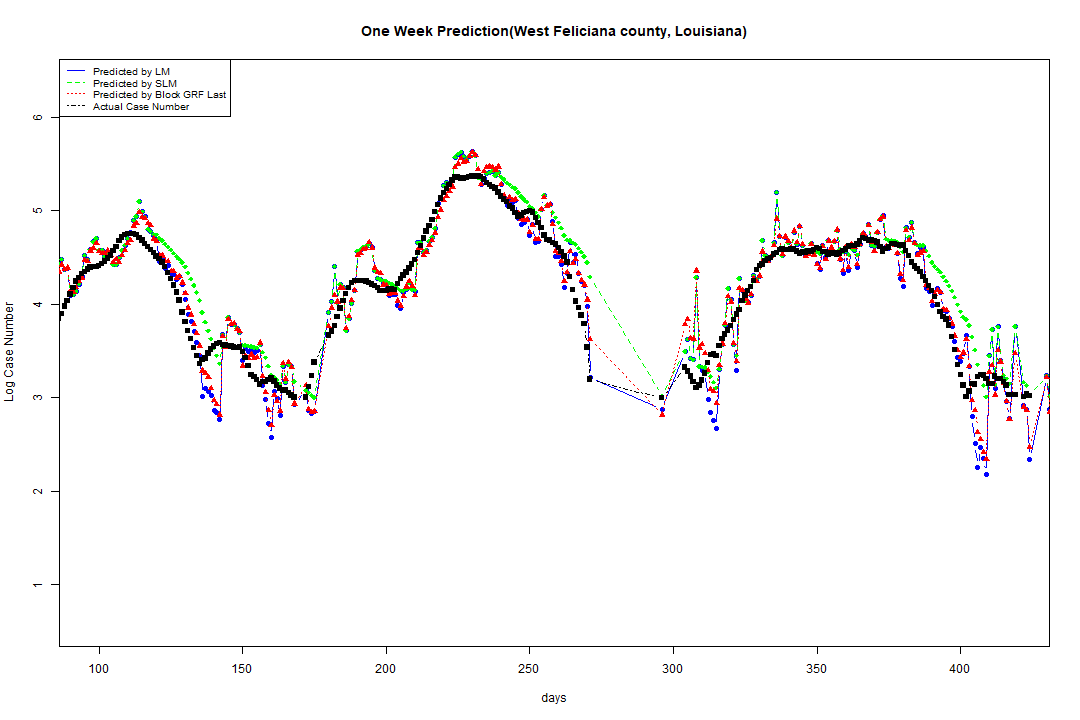 One Week Prediction(West Feliciana county, Louisiana)
Predicted by LM
Predicted by SLM
Predicted by Block GRF Last
Actual Case Number
Log Case Number
6
5
4
3
2
1
100 150 200 250 300 350 400
days